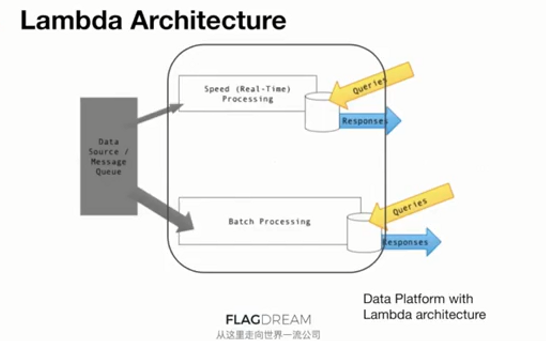 Lambda Architecture
Speed (Real-Time)
Processing
Queries
Responses
Data
Source /
Message
Queue
Batch Processing
Queries
Responses
Data Platform with
Lambda architecture
FLAGDREAM
从这里走向世界一流公司